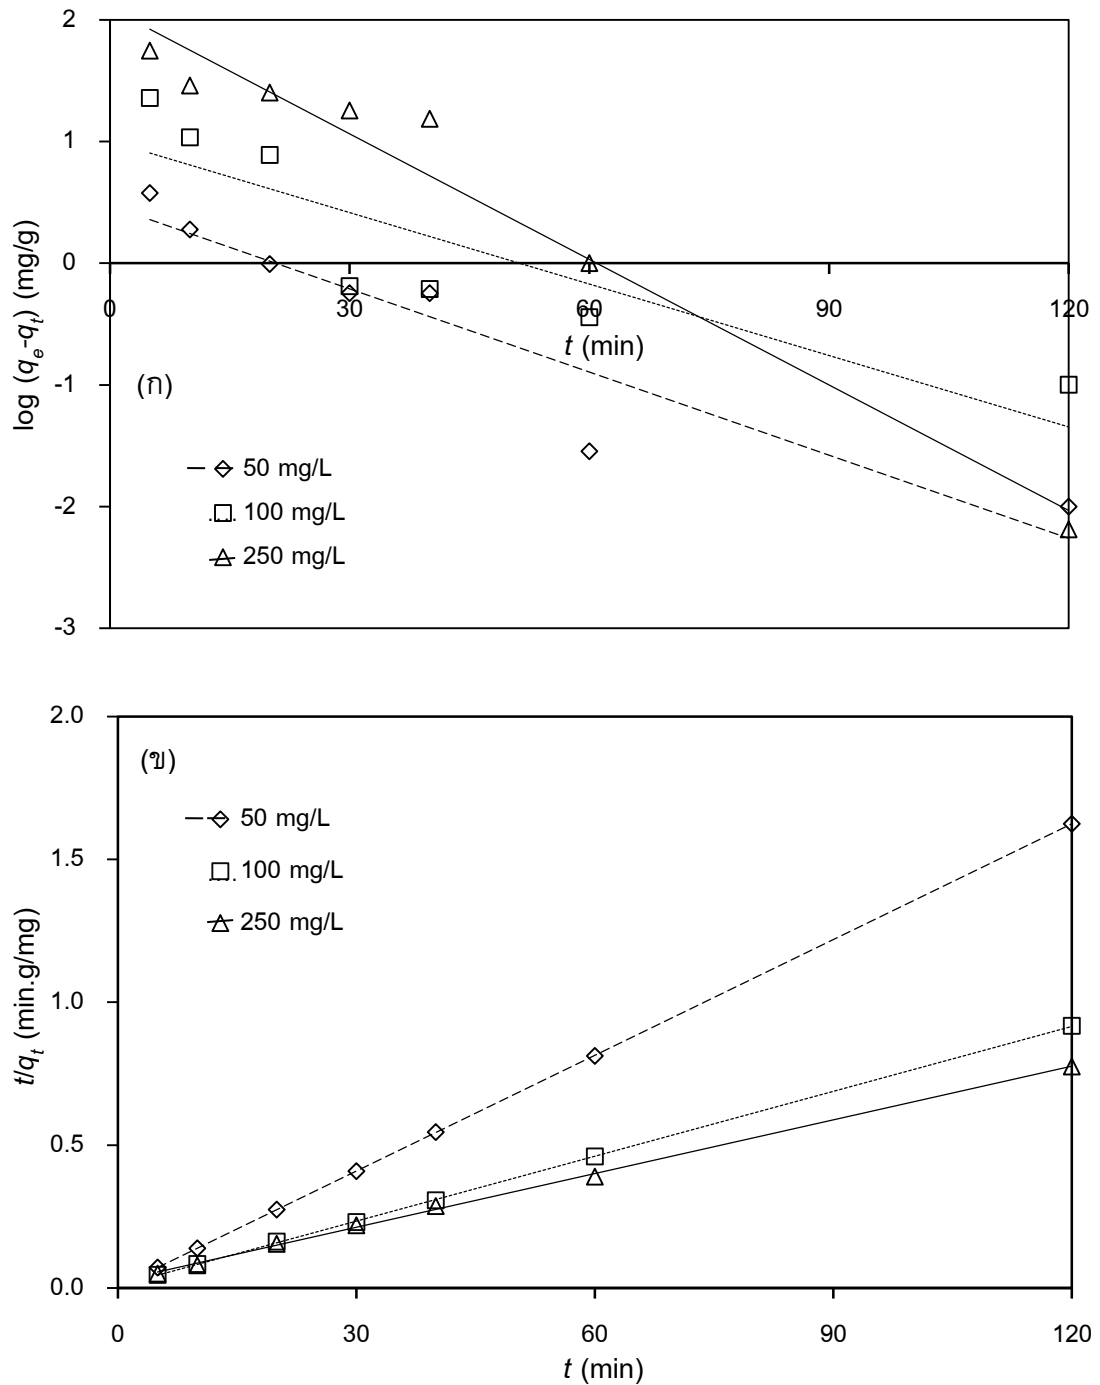 2
1
0
-1
-2
-3
log (qe-qt) (mg/g)
0
30
60
90
120
t (min)
(ก)
50 mg/L
100 mg/L
250 mg/L
2.0
1.5
1.0
0.5
0.0
t/qt (min.g/mg)
(ข)
50 mg/L
100 mg/L
250 mg/L
0
30
60
90
120
t (min)